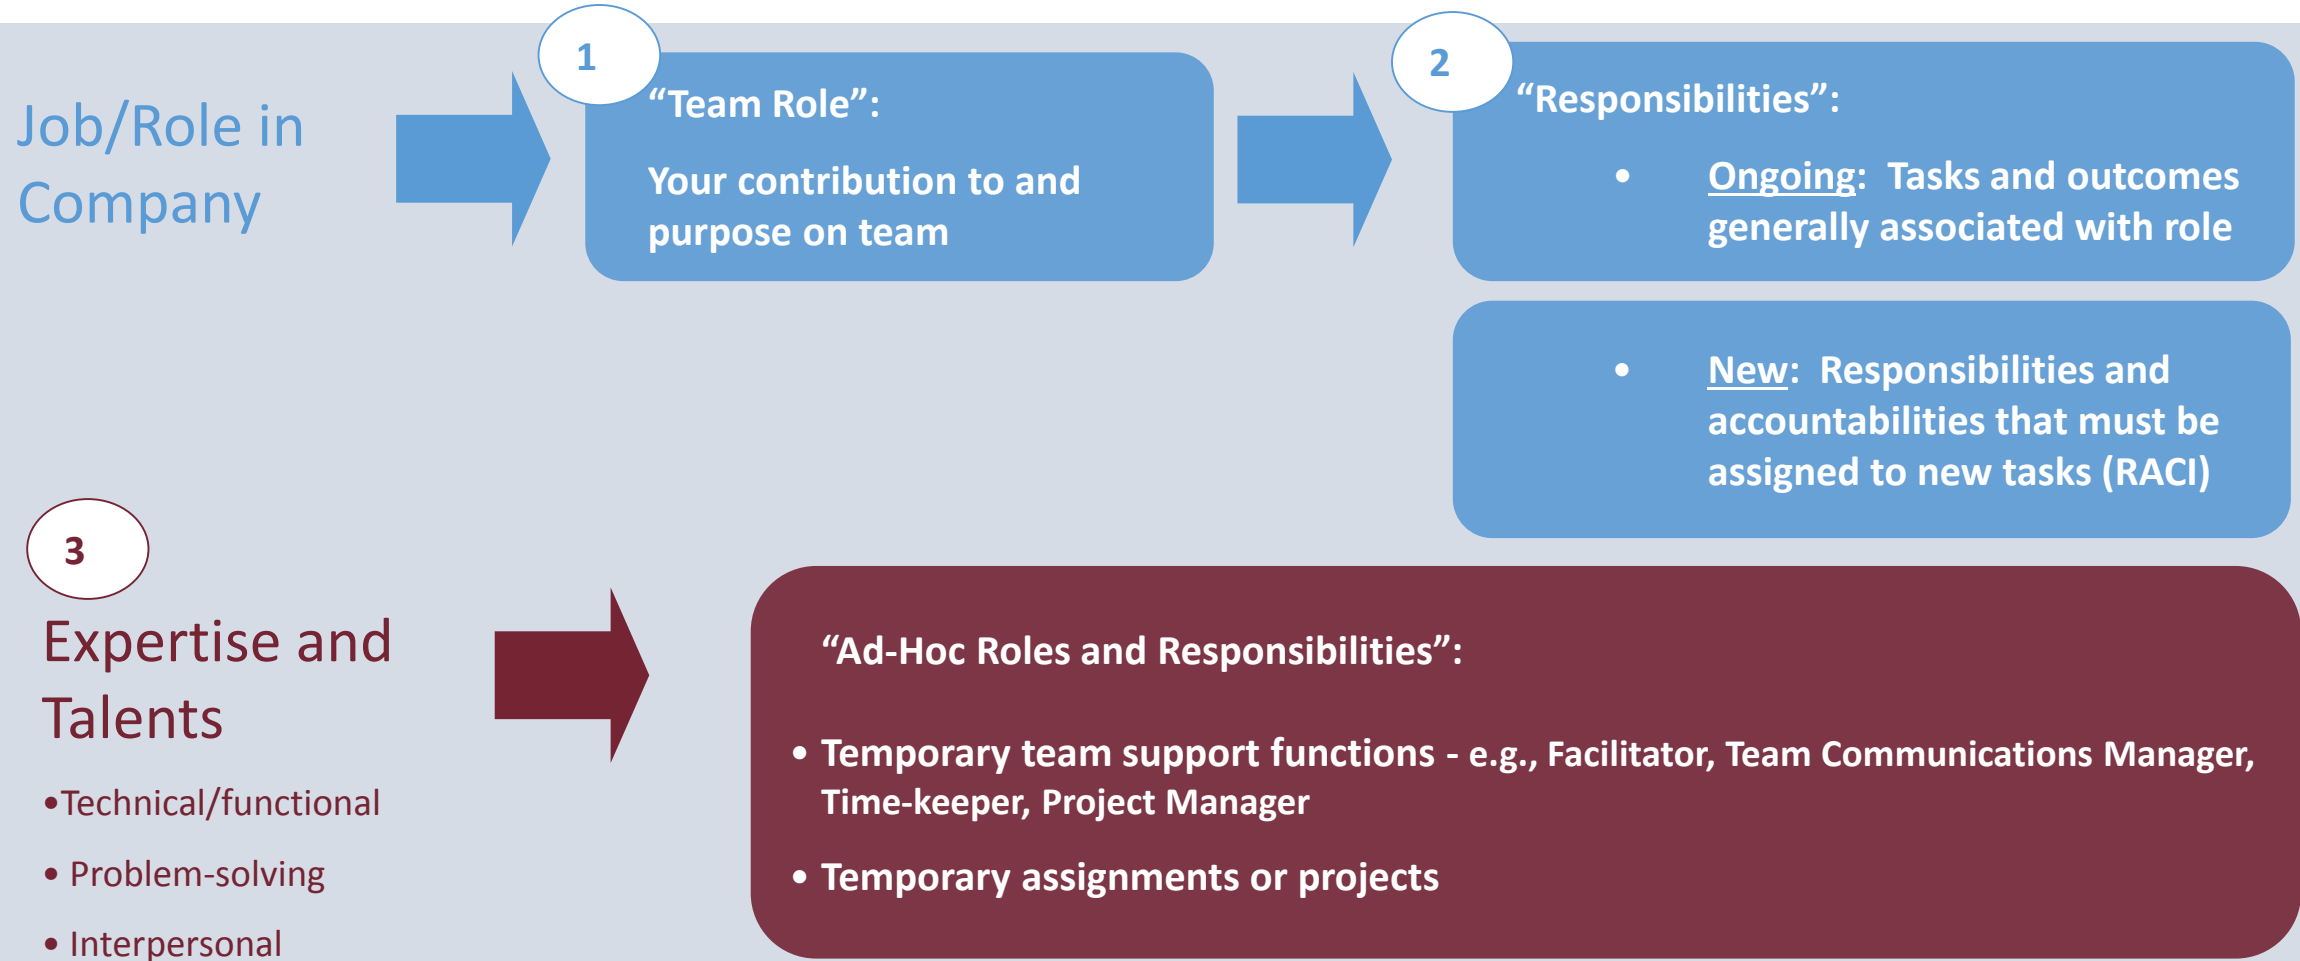 1
2
Job/Role in
Company
“Team Role”:
Your contribution to and
purpose on team
“Responsibilities”:
• Ongoing: Tasks and outcomes
generally associated with role
• New: Responsibilities and
accountabilities that must be
assigned to new tasks (RACI)
3
Expertise and
Talents
•Technical/functional
• Problem-solving
• Interpersonal
“Ad-Hoc Roles and Responsibilities”:
• Temporary team support functions - e.g., Facilitator, Team Communications Manager,
Time-keeper, Project Manager
• Temporary assignments or projects